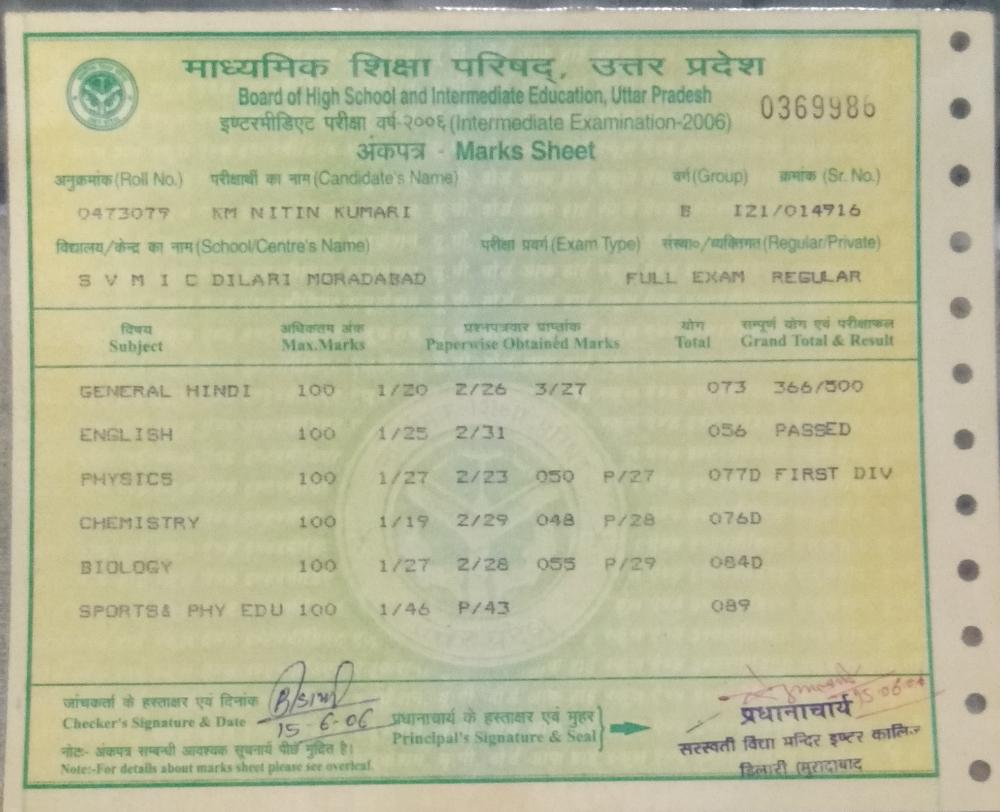 माध्यमिक शिक्षा परिषद्, उत्तर प्रदेश
Board of High School and Intermediate Education, Uttar Pradesh
0369986
इण्टरमीडिएट परीक्षा वर्ष-२००६ (Intermediate Examination-2006)
अंकपत्र - Marks Sheet
अनुक्रमांक (Roll No.) परीक्षार्थी का नाम (Candidate's Name) वर्ग (Group) क्रमांक (Sr. No.)
0473079 KM NITIN KUMARI B I21/014916
विद्यालय/केन्द्र का नाम (School/Centre's Name) परीक्षा प्रवर्ग (Exam Type) संस्था०/व्यक्तिगत (Regular/Private)
S V M I C DILARI MORADABAD FULL EXAM REGULAR
विषय अधिकतम अंक प्रश्नपत्रवार प्राप्तांक योग सम्पूर्ण योग एवं परीक्षाफल
Subject Max.Marks Paperwise Obtained Marks Total Grand Total & Result
GENERAL HINDI 100 1/20 2/26 3/27 073 366/500
ENGLISH 100 1/25 2/31 056 PASSED
PHYSICS 100 1/27 2/23 050 P/27 077D FIRST DIV
CHEMISTRY 100 1/19 2/29 048 P/28 076D
BIOLOGY 100 1/27 2/28 055 P/29 084D
SPORTS& PHY EDU 100 1/46 P/43 089
जांचकर्ता के हस्ताक्षर एवं दिनांक
Checker's Signature & Date
15-6-06
प्रधानाचार्य के हस्ताक्षर एवं मुहर
Principal's Signature & Seal
15-06-06
प्रधानाचार्य
सरस्वती विद्या मन्दिर इण्टर कालिज
डिलारी (मुरादाबाद
नोटः- अंकपत्र सम्बन्धी आवश्यक सूचनायें पीछे मुद्रित है।
Note:-For details about marks sheet please see overleaf.